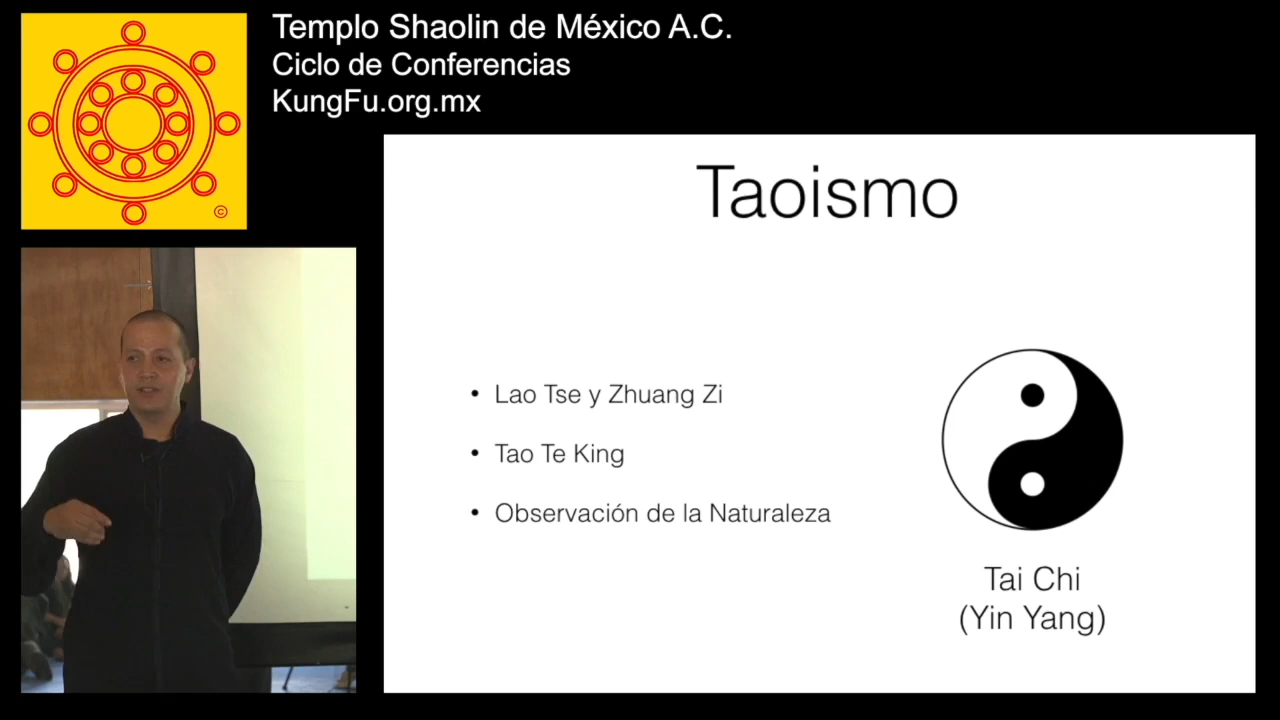 Templo Shaolin de México A.C.
Ciclo de Conferencias
KungFu.org.mx
©
Taoismo
• Lao Tse y Zhuang Zi
• Tao Te King
• Observación de la Naturaleza
Tai Chi
(Yin Yang)